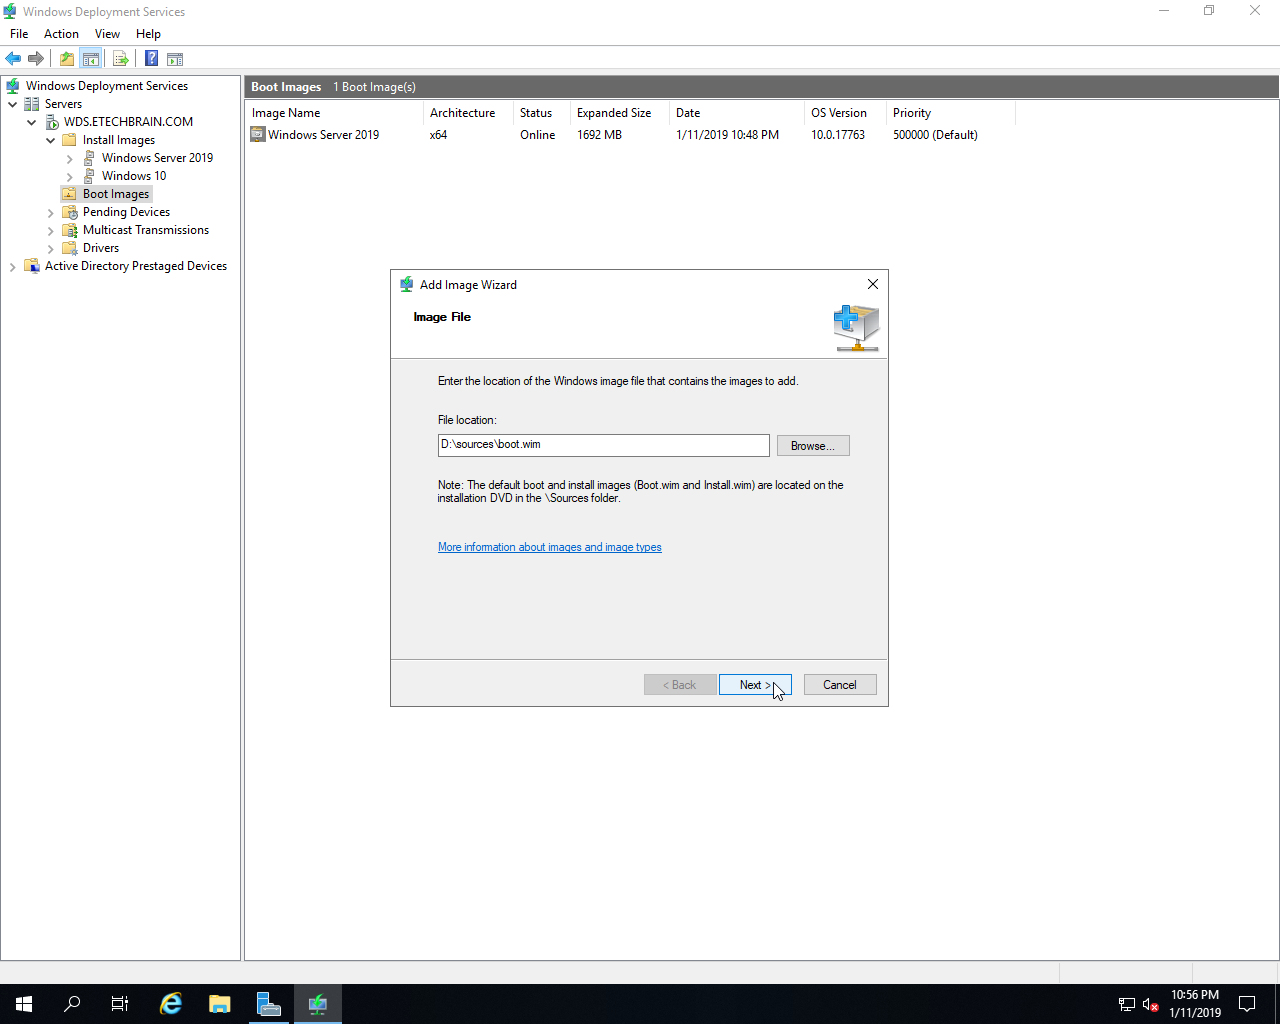 Windows Deployment Services
File Action View Help
Windows Deployment Services
Servers
WDS.ETECHBRAIN.COM
Install Images
Windows Server 2019
Windows 10
Boot Images
Pending Devices
Multicast Transmissions
Drivers
Active Directory Prestaged Devices
Boot Images 1 Boot Image(s)
Image Name Architecture Status Expanded Size Date OS Version Priority
Windows Server 2019 x64 Online 1692 MB 1/11/2019 10:48 PM 10.0.17763 500000 (Default)
Add Image Wizard
Image File
Enter the location of the Windows image file that contains the images to add.
File location:
D:\sources\boot.wim
Browse...
Note: The default boot and install images (Boot.wim and Install.wim) are located on the
installation DVD in the \Sources folder.
More information about images and image types
< Back Next > Cancel
10:56 PM
1/11/2019